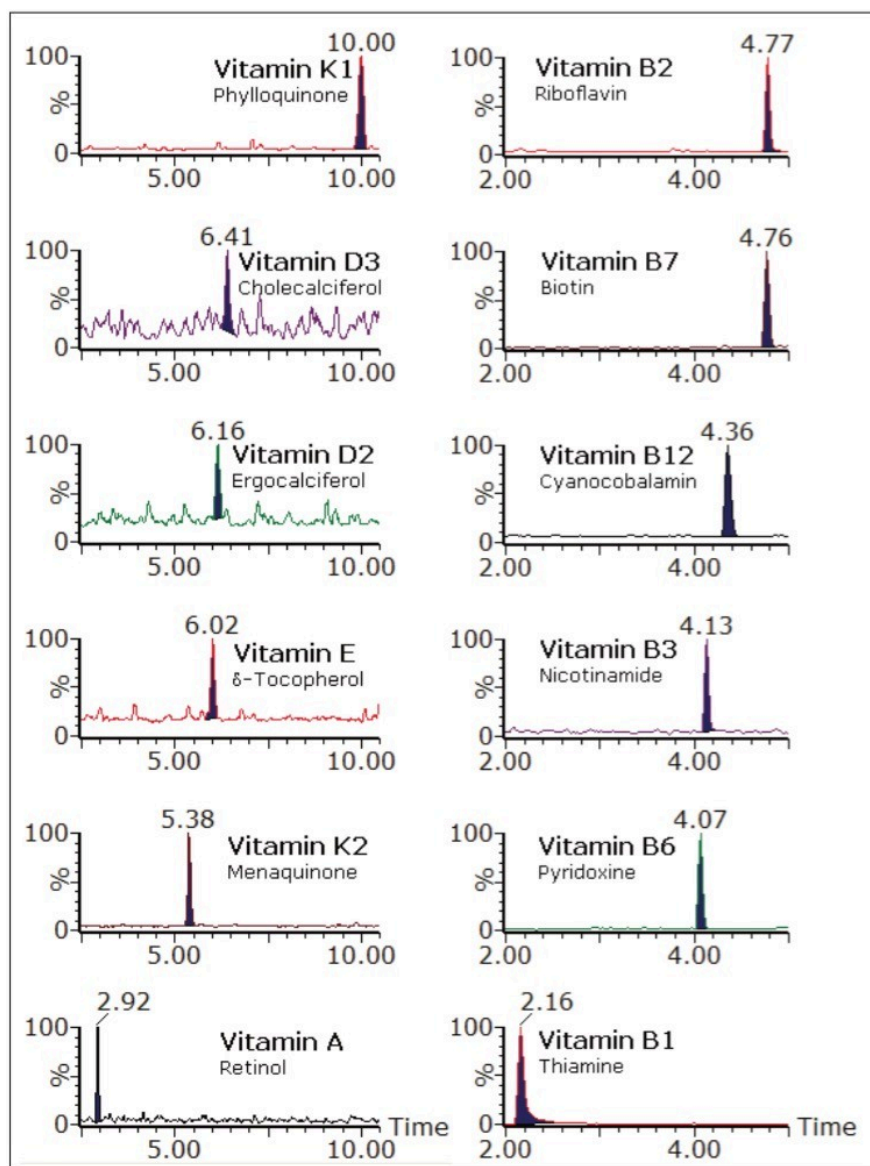 10.00
100
Vitamin K1
Phylloquinone
%
0
5.00 10.00
6.41
100
Vitamin D3
Cholecalciferol
%
0
5.00 10.00
6.16
100
Vitamin D2
Ergocalciferol
%
0
5.00 10.00
6.02
100
Vitamin E
δ-Tocopherol
%
0
5.00 10.00
5.38
100
Vitamin K2
Menaquinone
%
0
5.00 10.00
2.92
100
Vitamin A
Retinol
%
0
Time
5.00 10.00
4.77
100
Vitamin B2
Riboflavin
%
0
2.00 4.00
4.76
100
Vitamin B7
Biotin
%
0
2.00 4.00
4.36
100
Vitamin B12
Cyanocobalamin
%
0
2.00 4.00
4.13
100
Vitamin B3
Nicotinamide
%
0
2.00 4.00
4.07
100
Vitamin B6
Pyridoxine
%
0
2.00 4.00
2.16
100
Vitamin B1
Thiamine
%
0
Time
2.00 4.00